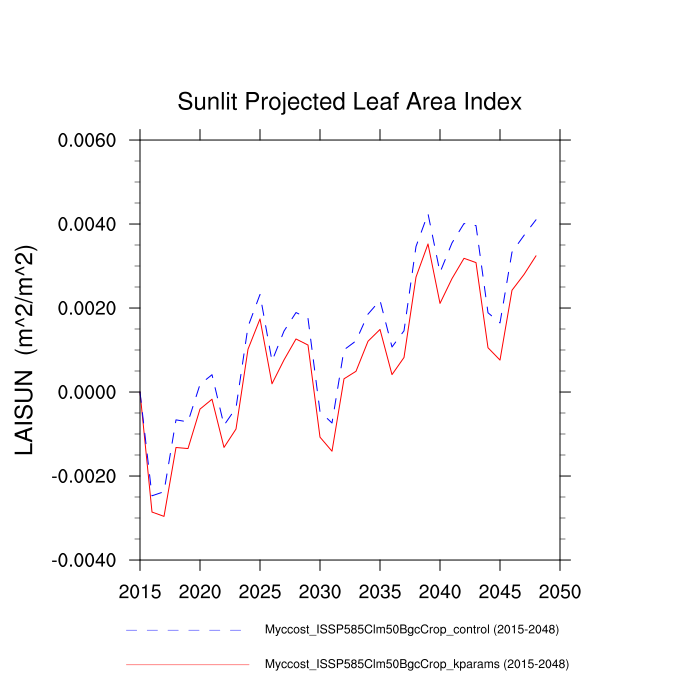 Sunlit Projected Leaf Area Index
LAISUN (m^2/m^2)
0.0060
0.0040
0.0020
0.0000
-0.0020
-0.0040
2015 2020 2025 2030 2035 2040 2045 2050
Myccost_ISSP585Clm50BgcCrop_control (2015-2048)
Myccost_ISSP585Clm50BgcCrop_kparams (2015-2048)